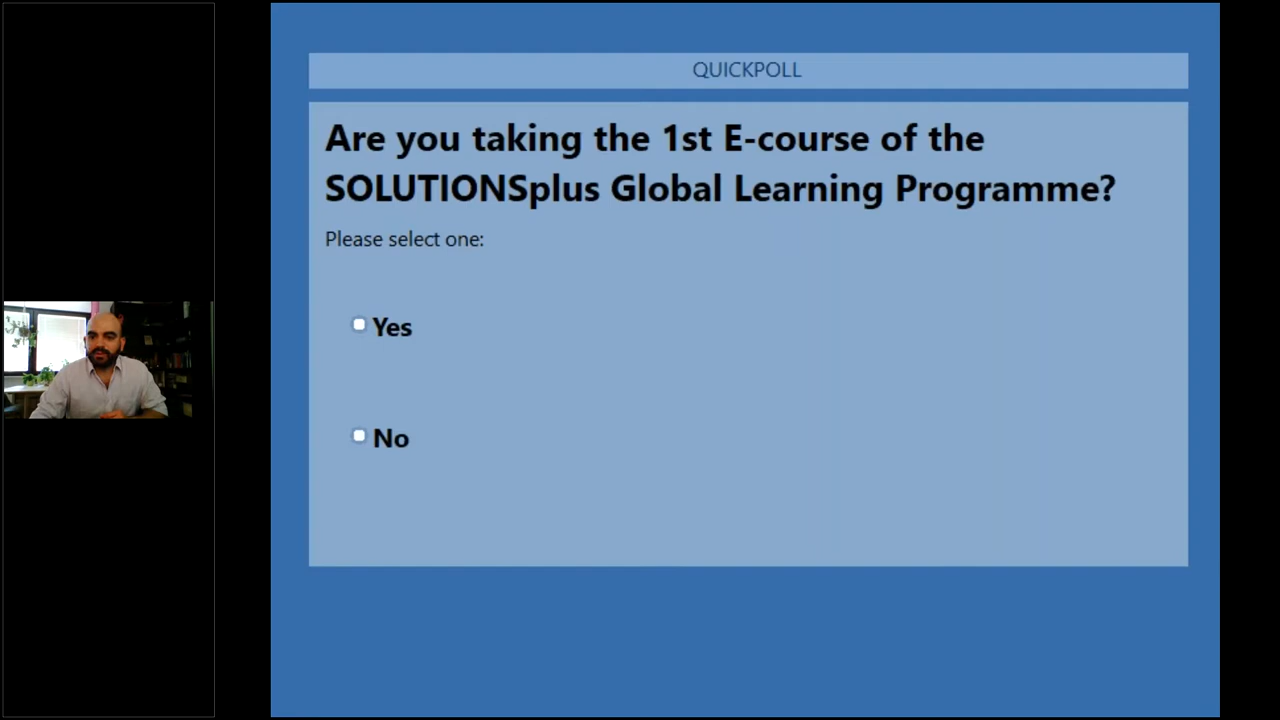 QUICKPOLL
Are you taking the 1st E-course of the
SOLUTIONSplus Global Learning Programme?
Please select one:
Yes
No